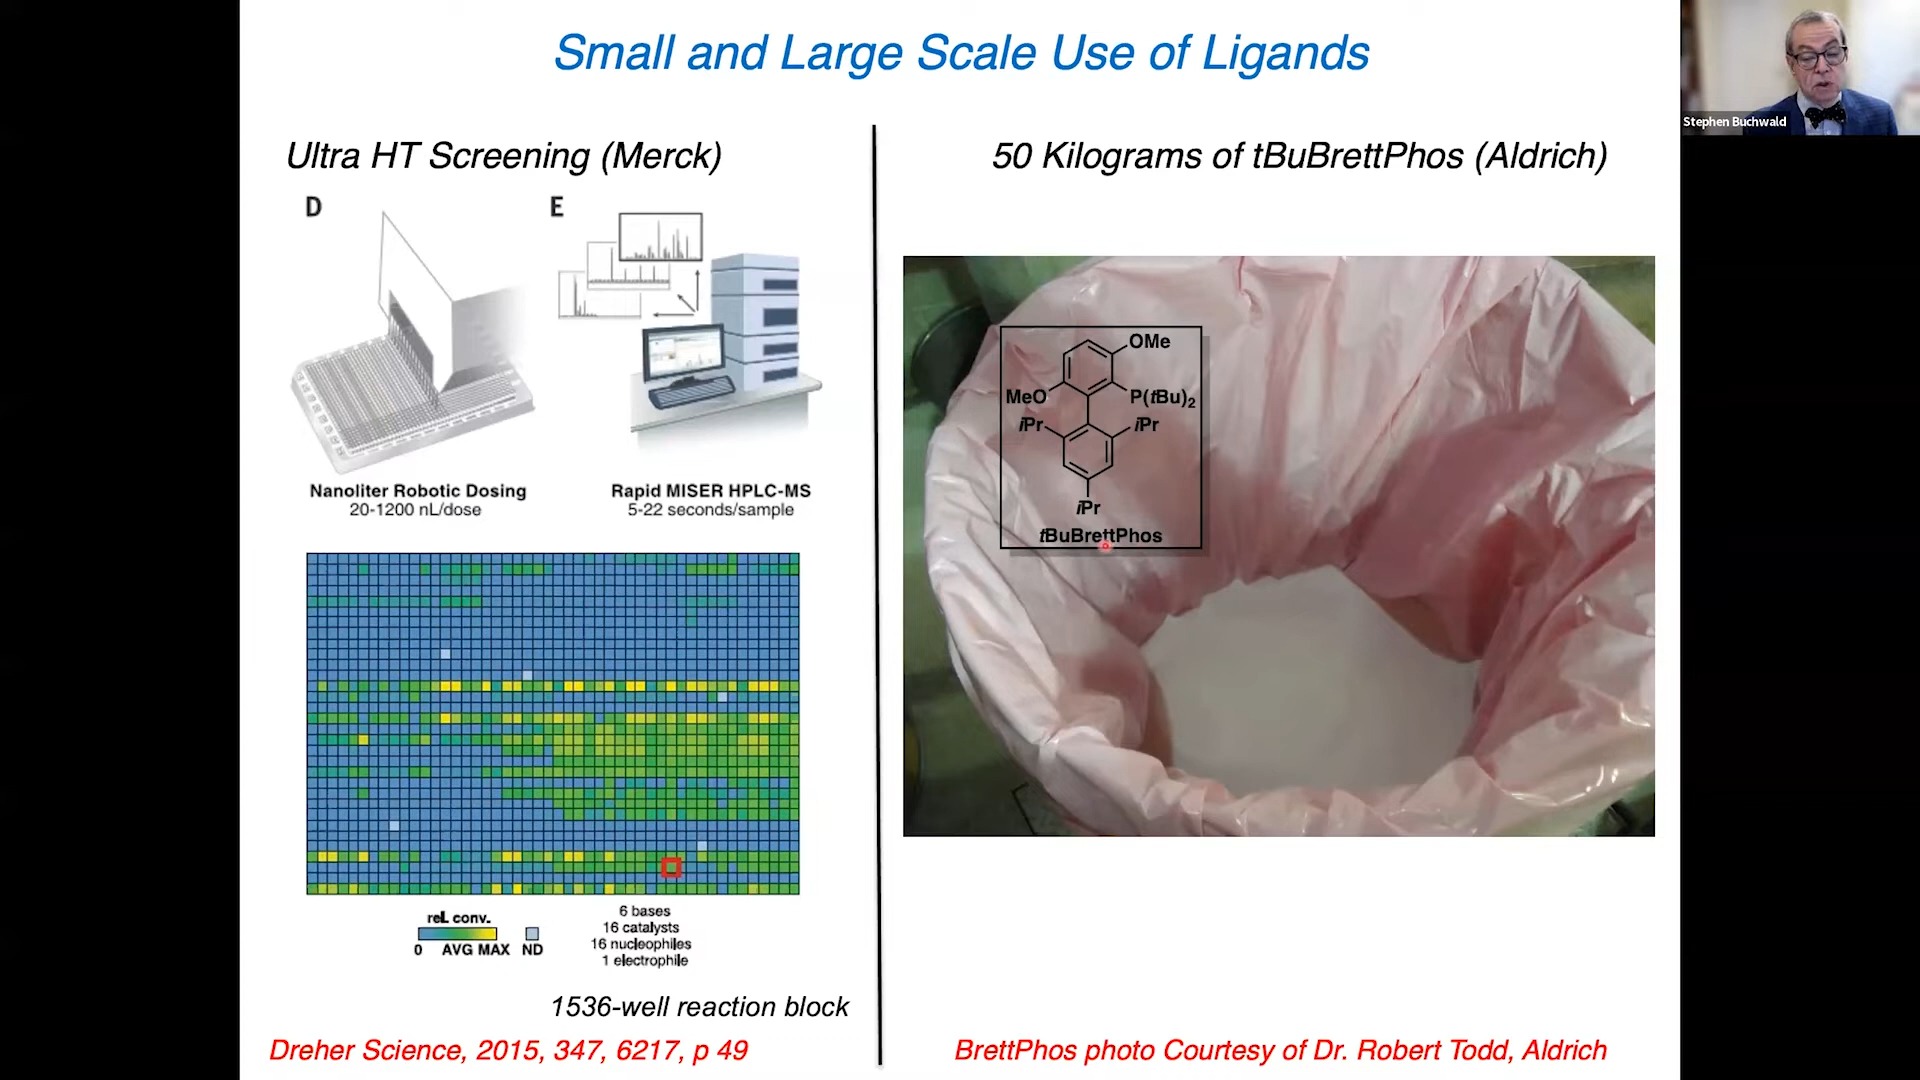 Small and Large Scale Use of Ligands
Stephen Buchwald
Ultra HT Screening (Merck)
D
E
Nanoliter Robotic Dosing
20-1200 nL/dose
Rapid MISER HPLC-MS
5-22 seconds/sample
rel. conv.
0 AVG MAX ND
6 bases
16 catalysts
16 nucleophiles
1 electrophile
1536-well reaction block
Dreher Science, 2015, 347, 6217, p 49
50 Kilograms of tBuBrettPhos (Aldrich)
OMe
MeO
P(tBu)2
iPr
iPr
iPr
tBuBrettPhos
BrettPhos photo Courtesy of Dr. Robert Todd, Aldrich